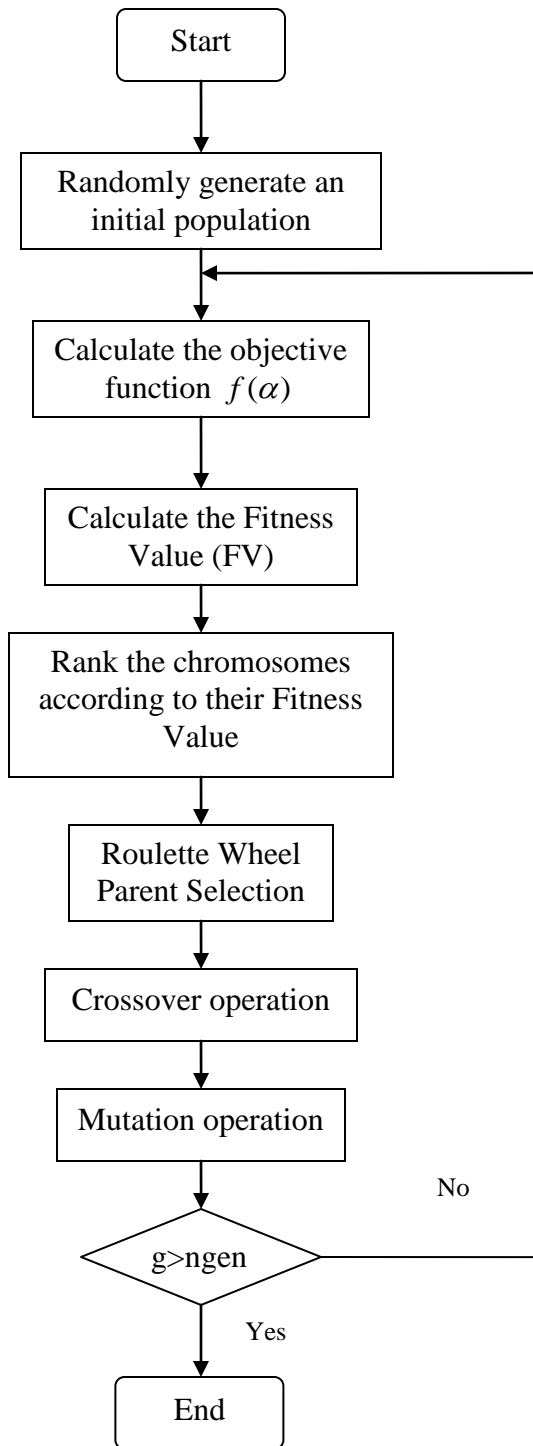 Start
Randomly generate an
initial population
Calculate the objective
function f(α)
Calculate the Fitness
Value (FV)
Rank the chromosomes
according to their Fitness
Value
Roulette Wheel
Parent Selection
Crossover operation
Mutation operation
No
g>ngen
Yes
End